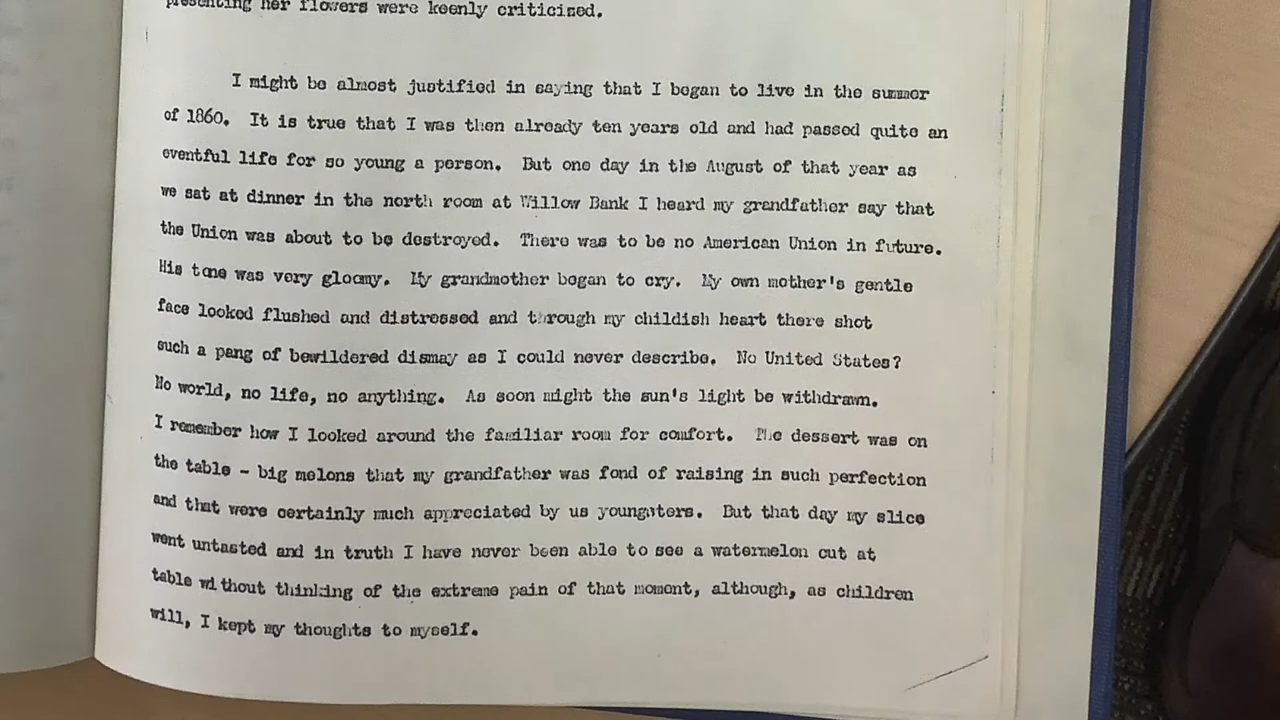 presenting her flowers were keenly criticised.
I might be almost justified in saying that I began to live in the summer
of 1860. It is true that I was then already ten years old and had passed quite an
eventful life for so young a person. But one day in the August of that year as
we sat at dinner in the north room at Willow Bank I heard my grandfather say that
the Union was about to be destroyed. There was to be no American Union in future.
His tone was very gloomy. My grandmother began to cry. My own mother's gentle
face looked flushed and distressed and through my childish heart there shot
such a pang of bewildered dismay as I could never describe. No United States?
No world, no life, no anything. As soon might the sun's light be withdrawn.
I remember how I looked around the familiar room for comfort. The dessert was on
the table - big melons that my grandfather was fond of raising in such perfection
and that were certainly much appreciated by us youngsters. But that day my slice
went untasted and in truth I have never been able to see a watermelon cut at
table without thinking of the extreme pain of that moment, although, as children
will, I kept my thoughts to myself.